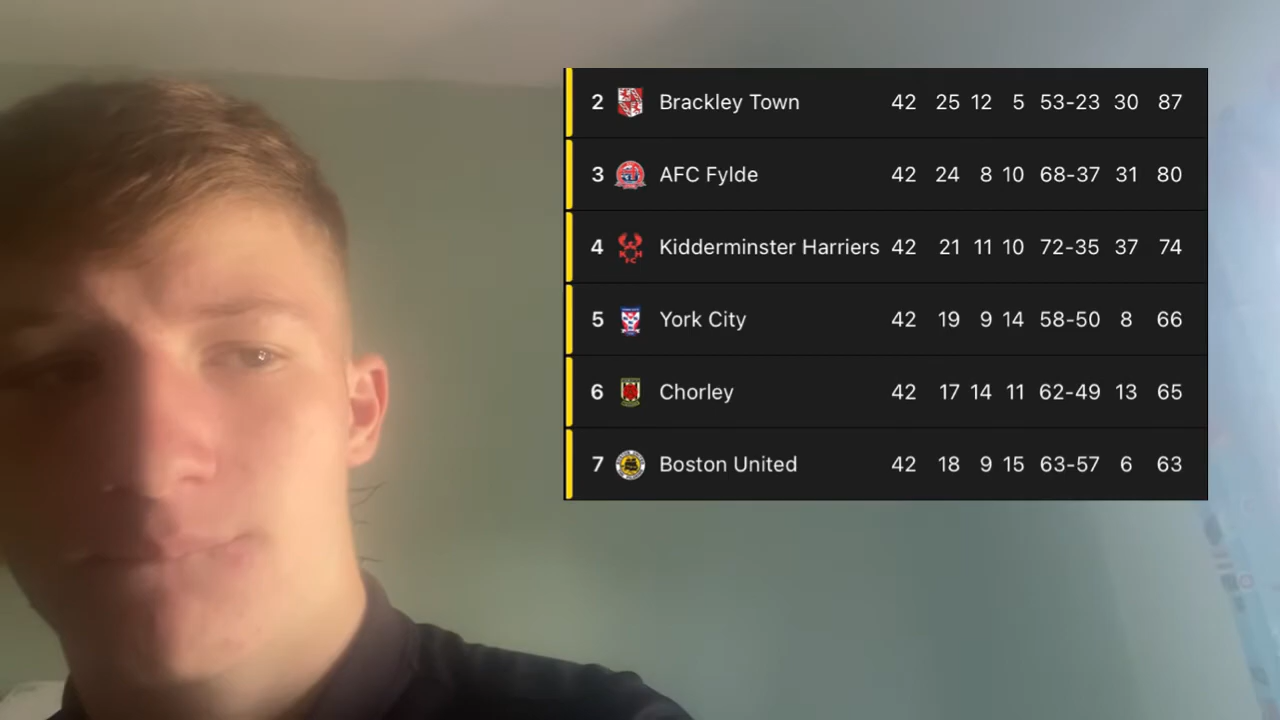 2 Brackley Town 42 25 12 5 53-23 30 87
3 AFC Fylde 42 24 8 10 68-37 31 80
4 Kidderminster Harriers 42 21 11 10 72-35 37 74
5 York City 42 19 9 14 58-50 8 66
6 Chorley 42 17 14 11 62-49 13 65
7 Boston United 42 18 9 15 63-57 6 63